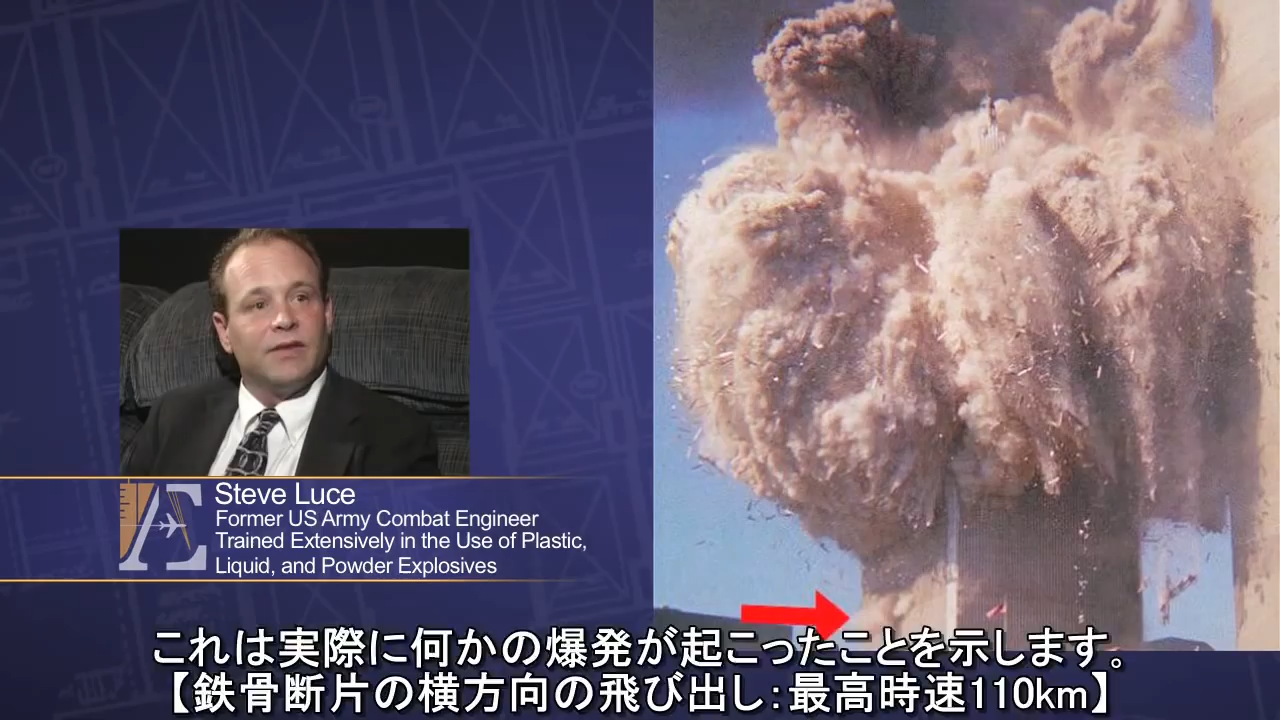 Steve Luce
Former US Army Combat Engineer
Trained Extensively in the Use of Plastic,
Liquid, and Powder Explosives
これは実際に何かの爆発が起こったことを示します。
【鉄骨断片の横方向の飛び出し：最高時速110km】